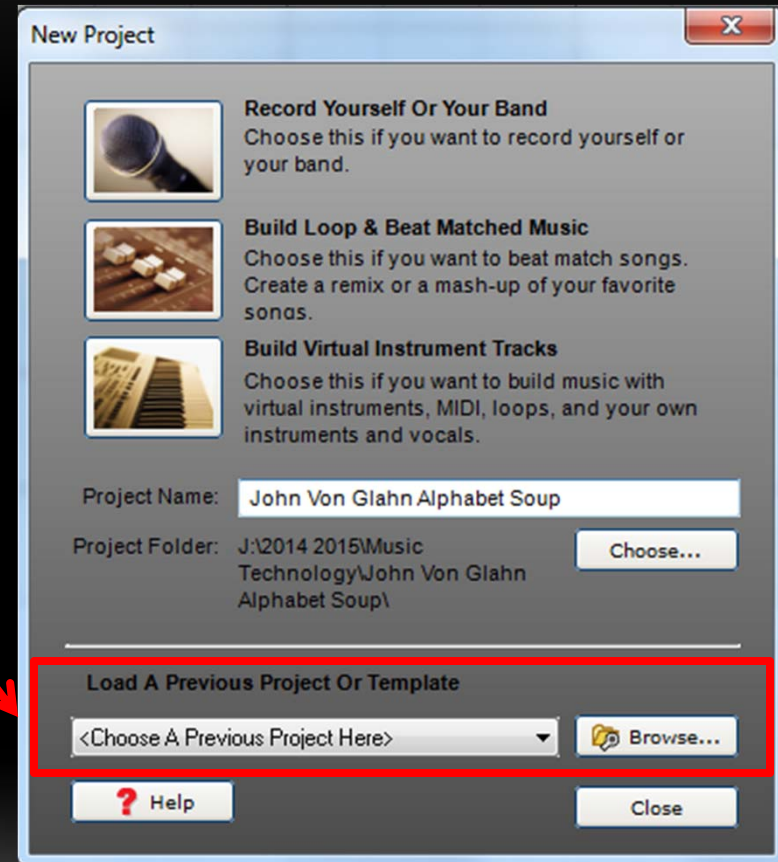 New Project
Record Yourself Or Your Band
Choose this if you want to record yourself or
your band.
Build Loop & Beat Matched Music
Choose this if you want to beat match songs.
Create a remix or a mash-up of your favorite
songs.
Build Virtual Instrument Tracks
Choose this if you want to build music with
virtual instruments, MIDI, loops, and your own
instruments and vocals.
Project Name: John Von Glahn Alphabet Soup
Project Folder: J:\2014 2015\Music Choose...
Technology\John Von Glahn
Alphabet Soup\
Load A Previous Project Or Template
<Choose A Previous Project Here> Browse...
? Help Close